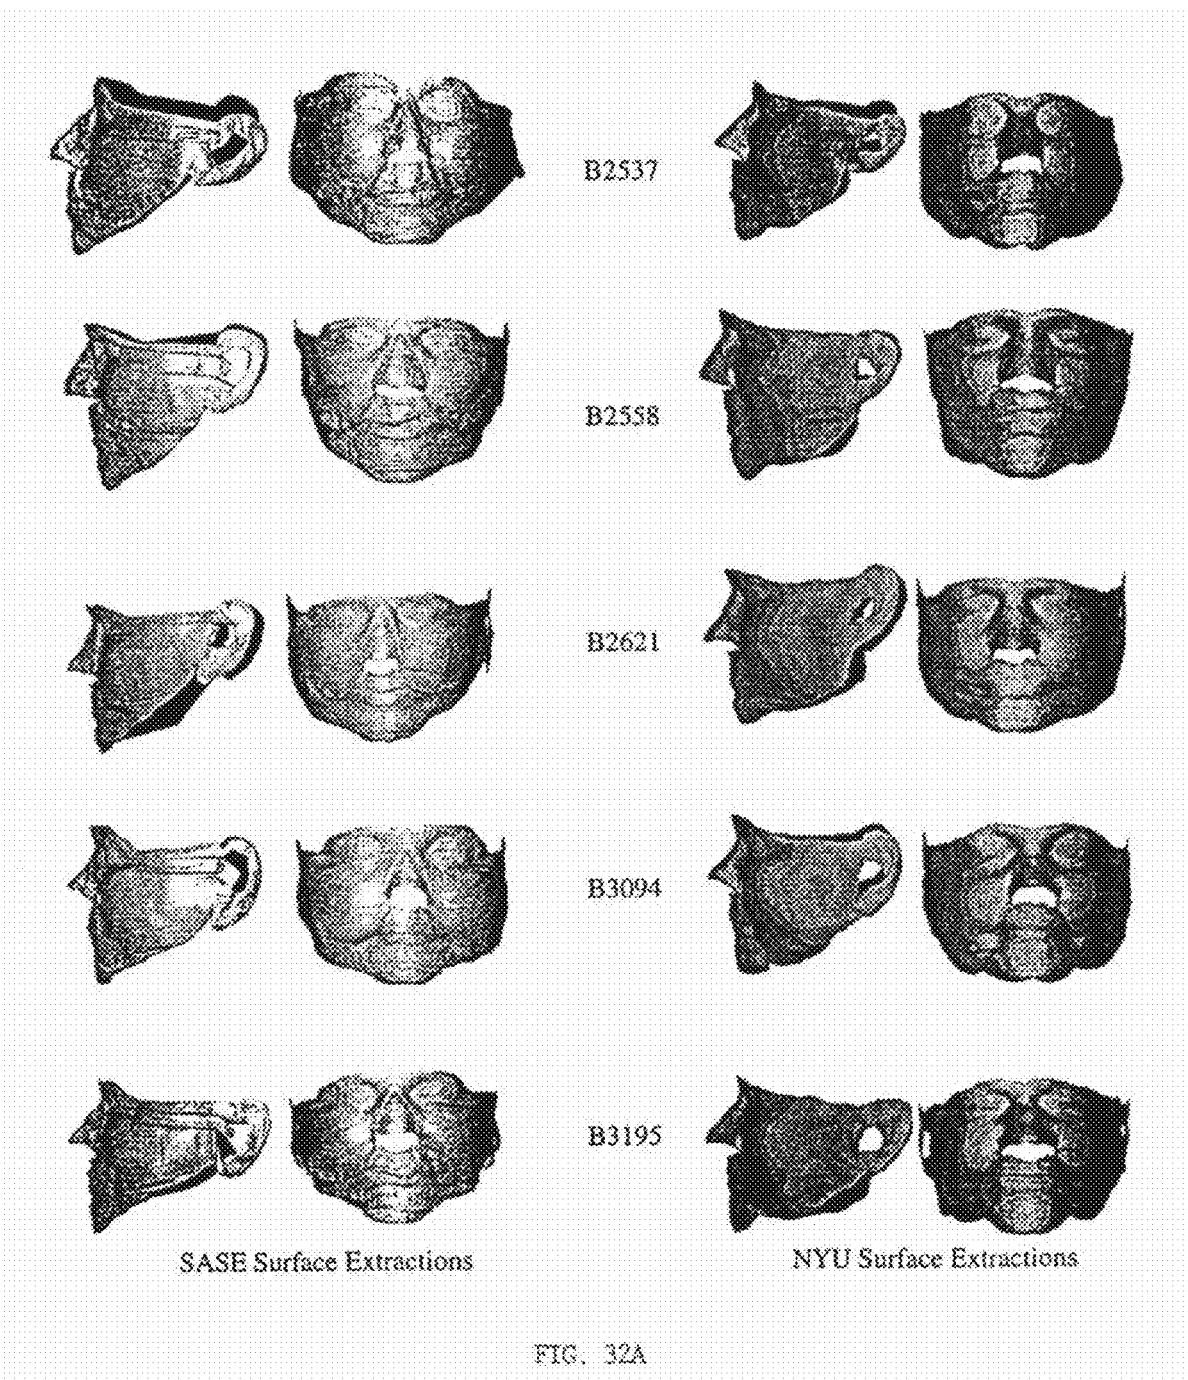 B2537
B2558
B2621
B3094
B3195
SASE Surface Extractions
NYU Surface Extractions
FIG. 32A